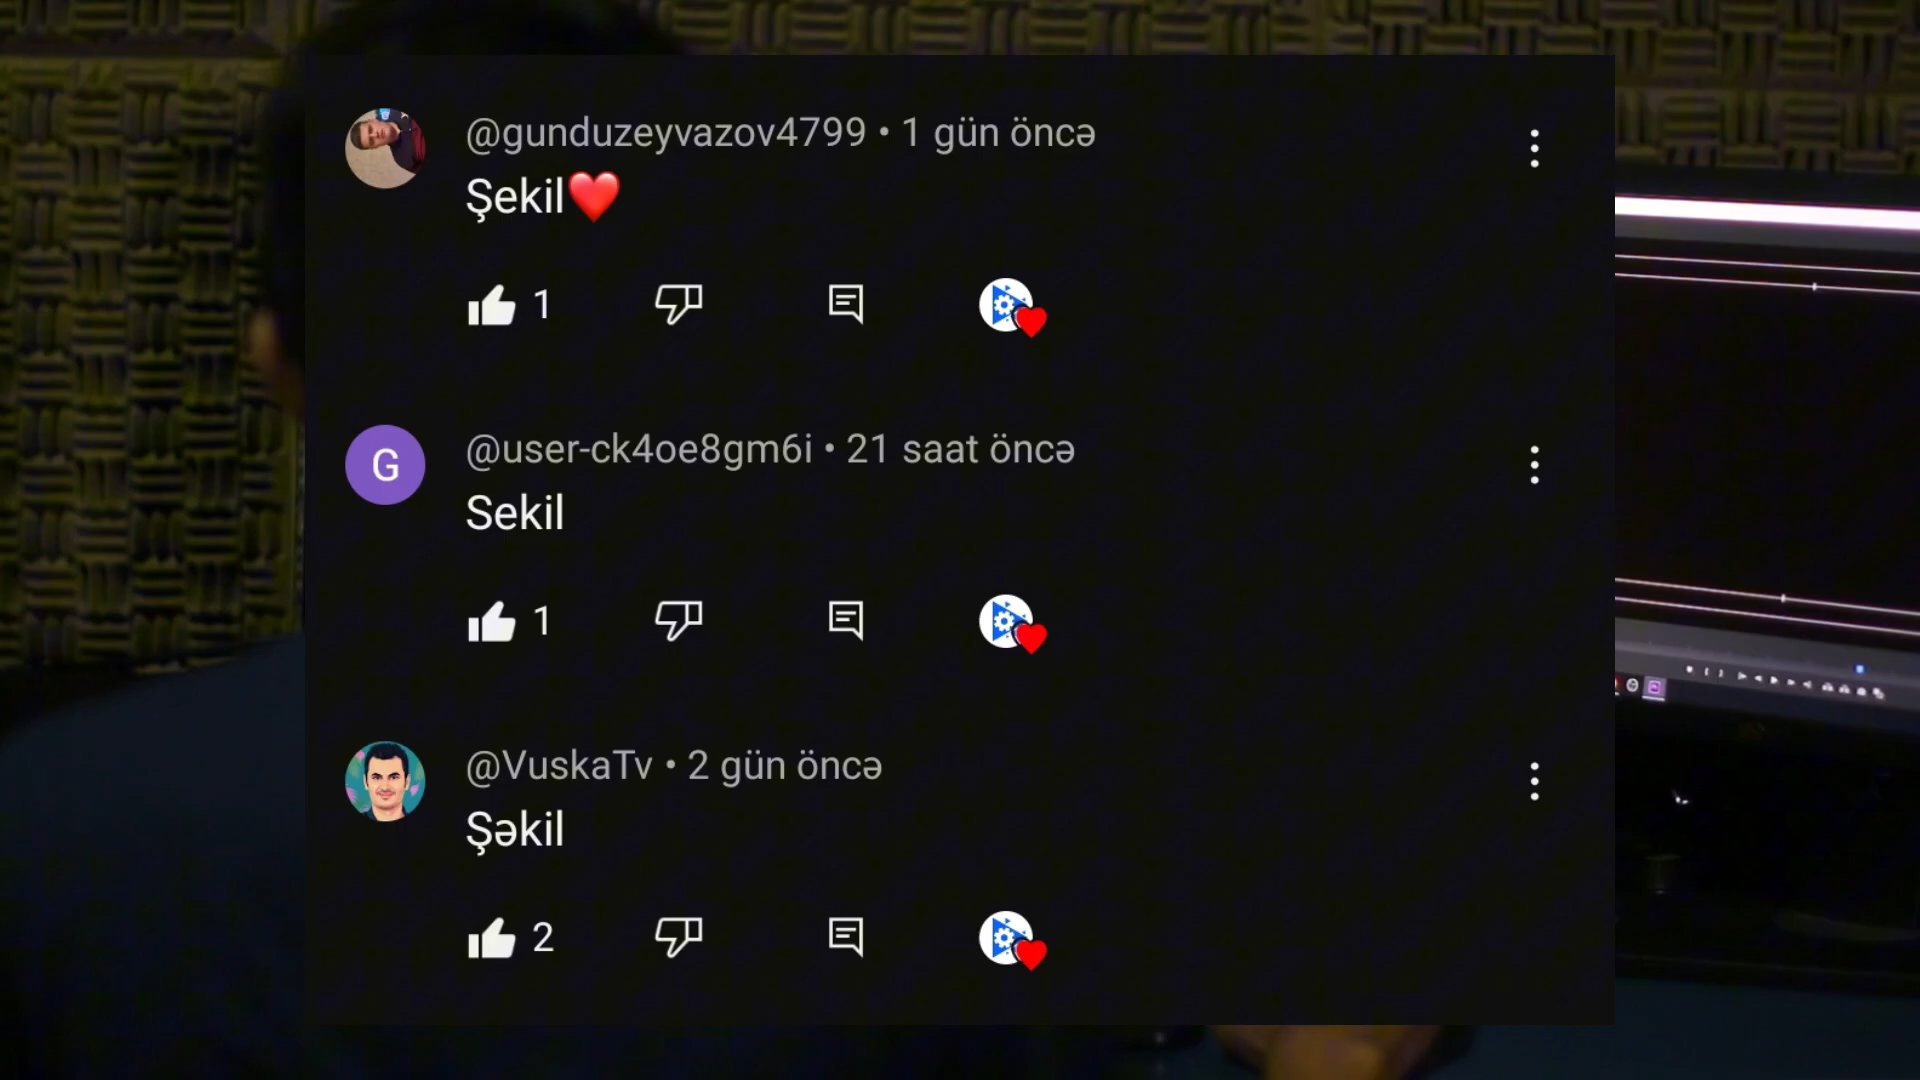 @gunduzeyvazov4799 • 1 gün öncə
Şekil❤️
1
G
@user-ck4oe8gm6i • 21 saat öncə
Sekil
1
@VuskaTv • 2 gün öncə
Şəkil
2